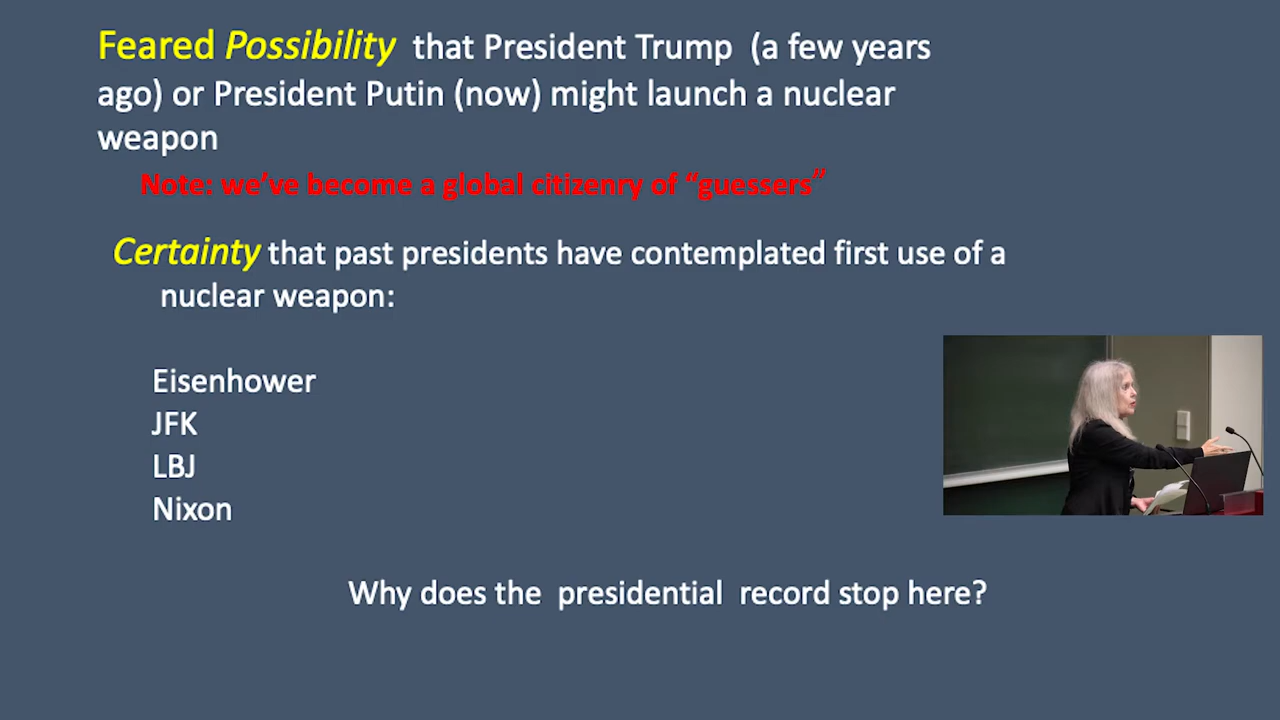 Feared Possibility that President Trump (a few years
ago) or President Putin (now) might launch a nuclear
weapon
Note: we’ve become a global citizenry of “guessers”
Certainty that past presidents have contemplated first use of a
nuclear weapon:
Eisenhower
JFK
LBJ
Nixon
Why does the presidential record stop here?